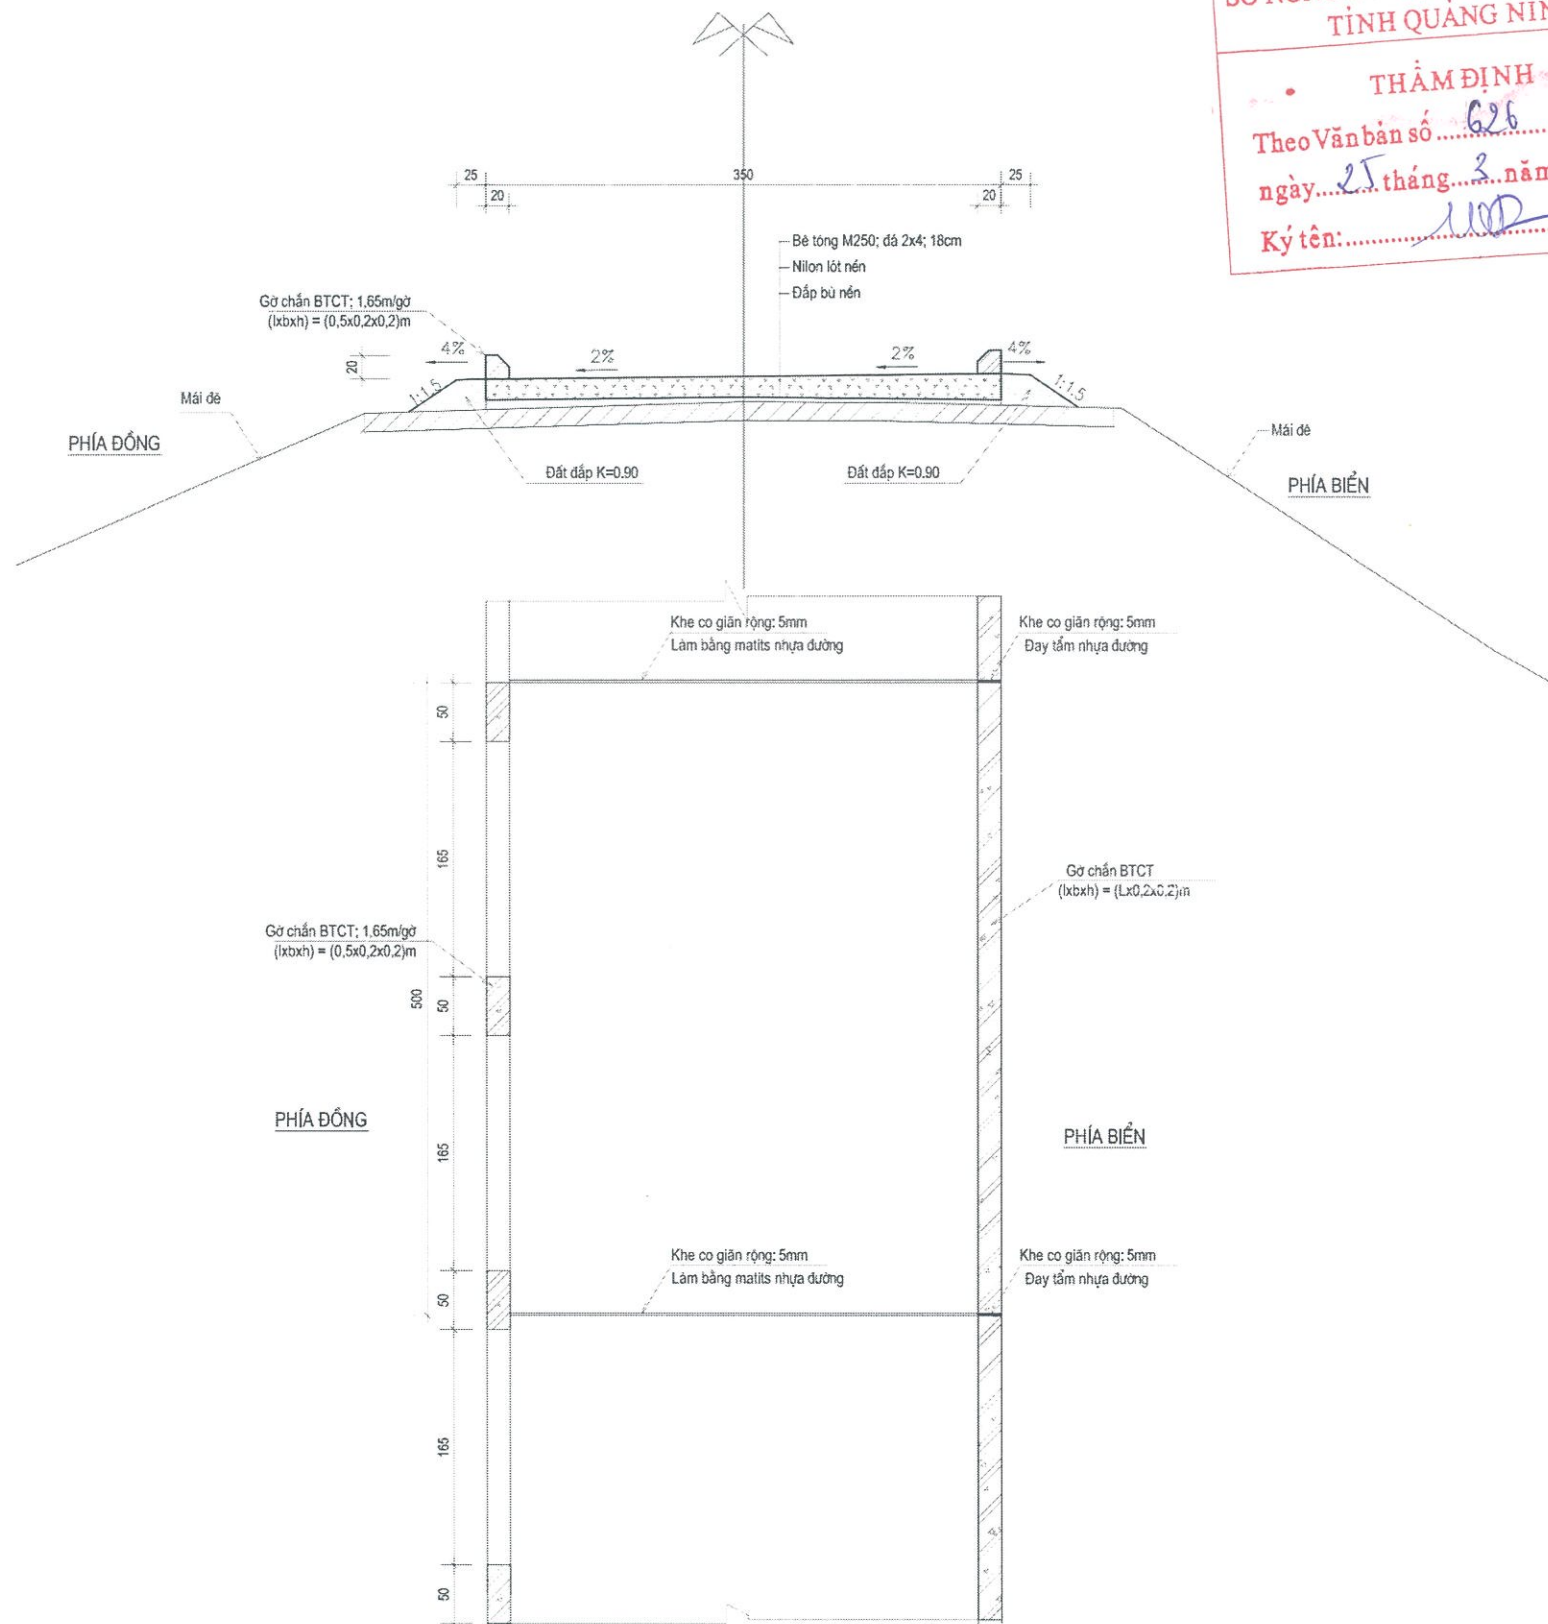 TỈNH QUẢNG NIN
THẨM ĐỊNH
Theo Văn bản số.....626.....
ngày.....25 tháng....3...năm
Ký tên:
25
350
25
20
20
Bê tông M250; đá 2x4; 18cm
Nilon lót nền
Đắp bù nền
Gờ chắn BTCT; 1,65m/gờ
(lxbxh) = (0,5x0,2x0,2)m
20
4%
2%
2%
4%
1:1.5
1:1.5
Mái đê
PHÍA ĐỒNG
Mái đê
Đất đắp K=0.90
Đất đắp K=0.90
PHÍA BIỂN
Khe co giãn rộng: 5mm
Làm bằng matits nhựa đường
Khe co giãn rộng: 5mm
Đay tẩm nhựa đường
50
165
Gờ chắn BTCT
(lxbxh) = (Lx0,2x0,2)m
Gờ chắn BTCT; 1,65m/gờ
(lxbxh) = (0,5x0,2x0,2)m
500
50
PHÍA ĐỒNG
165
PHÍA BIỂN
Khe co giãn rộng: 5mm
Làm bằng matits nhựa đường
Khe co giãn rộng: 5mm
Đay tẩm nhựa đường
50
165
50